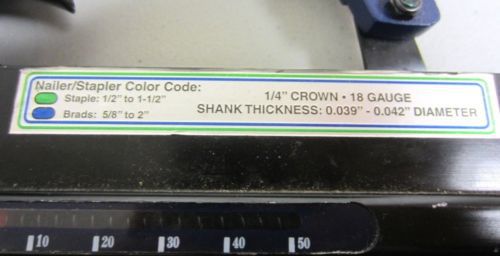 Nailer/Stapler Color Code:
Staple: 1/2" to 1-1/2"
Brads: 5/8" to 2"
1/4" CROWN • 18 GAUGE
SHANK THICKNESS: 0.039" - 0.042" DIAMETER
10 20 30 40 50